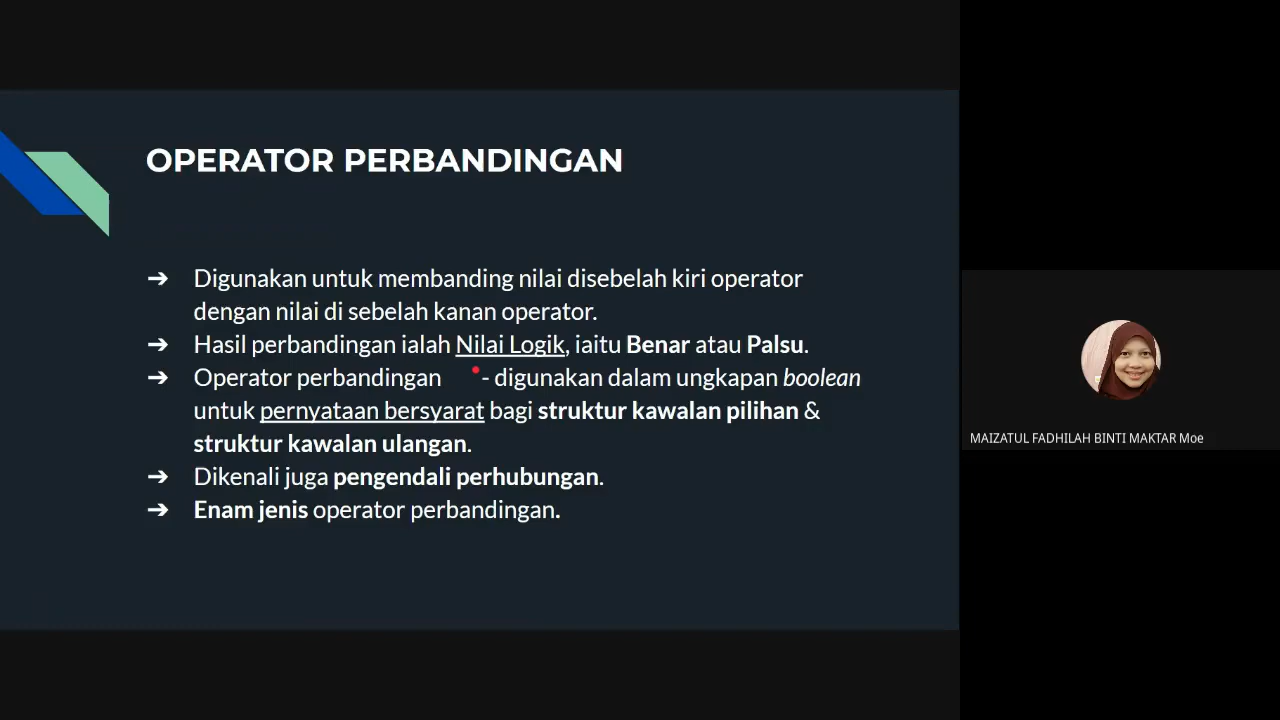 OPERATOR PERBANDINGAN
➔ Digunakan untuk membanding nilai disebelah kiri operator
dengan nilai di sebelah kanan operator.
➔ Hasil perbandingan ialah Nilai Logik, iaitu Benar atau Palsu.
➔ Operator perbandingan - digunakan dalam ungkapan boolean
untuk pernyataan bersyarat bagi struktur kawalan pilihan &
struktur kawalan ulangan.
➔ Dikenali juga pengendali perhubungan.
➔ Enam jenis operator perbandingan.
MAIZATUL FADHILAH BINTI MAKTAR Moe